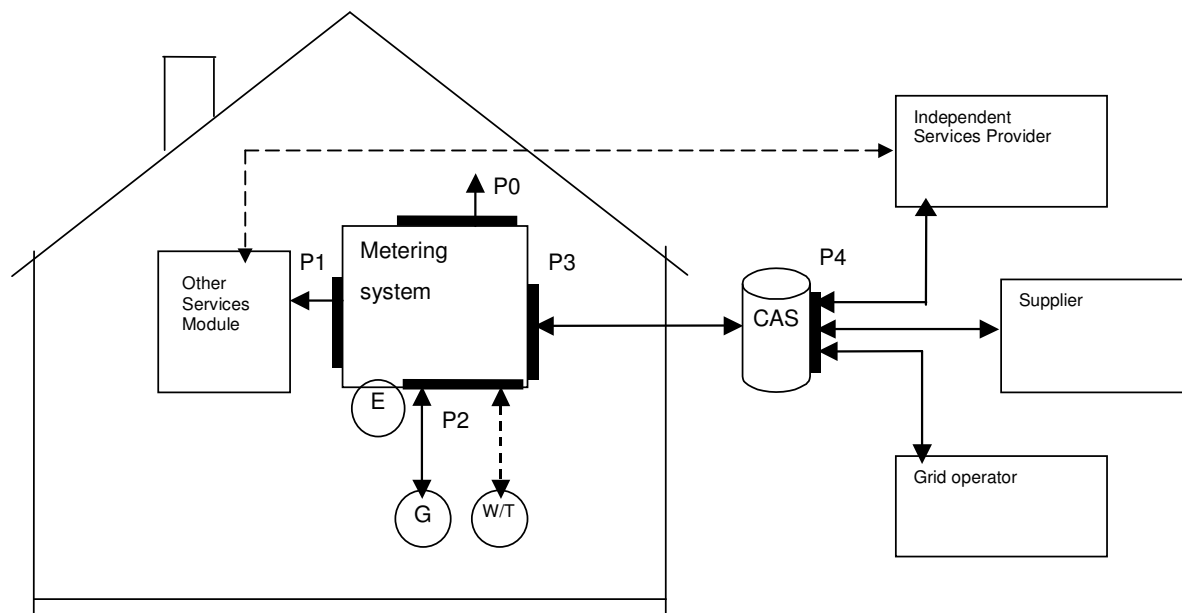 Independent
Services Provider
P0
Metering
system
P1
P3
P4
Other
Services
Module
CAS
Supplier
E
P2
G
W/T
Grid operator